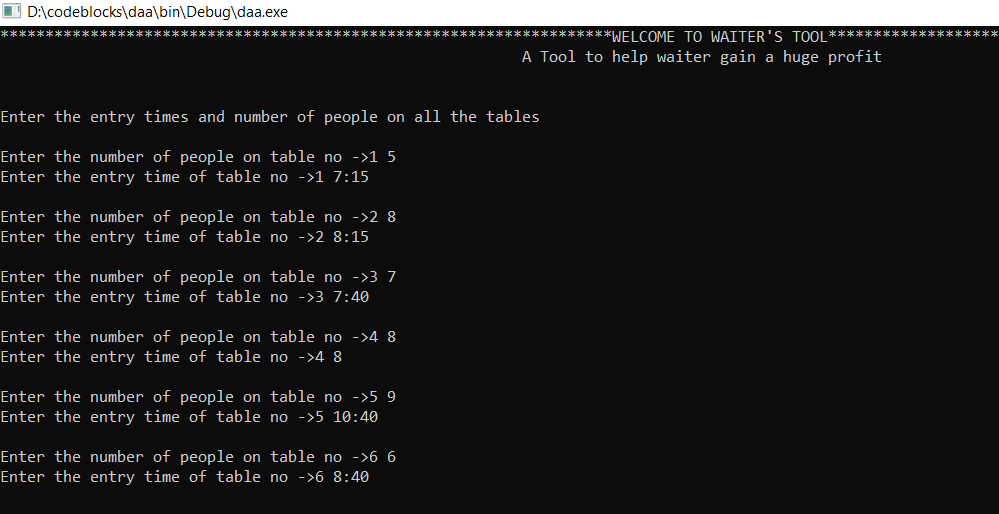 D:\codeblocks\daa\bin\Debug\daa.exe
********************************************************************WELCOME TO WAITER'S TOOL*******************
A Tool to help waiter gain a huge profit
Enter the entry times and number of people on all the tables
Enter the number of people on table no ->1 5
Enter the entry time of table no ->1 7:15
Enter the number of people on table no ->2 8
Enter the entry time of table no ->2 8:15
Enter the number of people on table no ->3 7
Enter the entry time of table no ->3 7:40
Enter the number of people on table no ->4 8
Enter the entry time of table no ->4 8
Enter the number of people on table no ->5 9
Enter the entry time of table no ->5 10:40
Enter the number of people on table no ->6 6
Enter the entry time of table no ->6 8:40